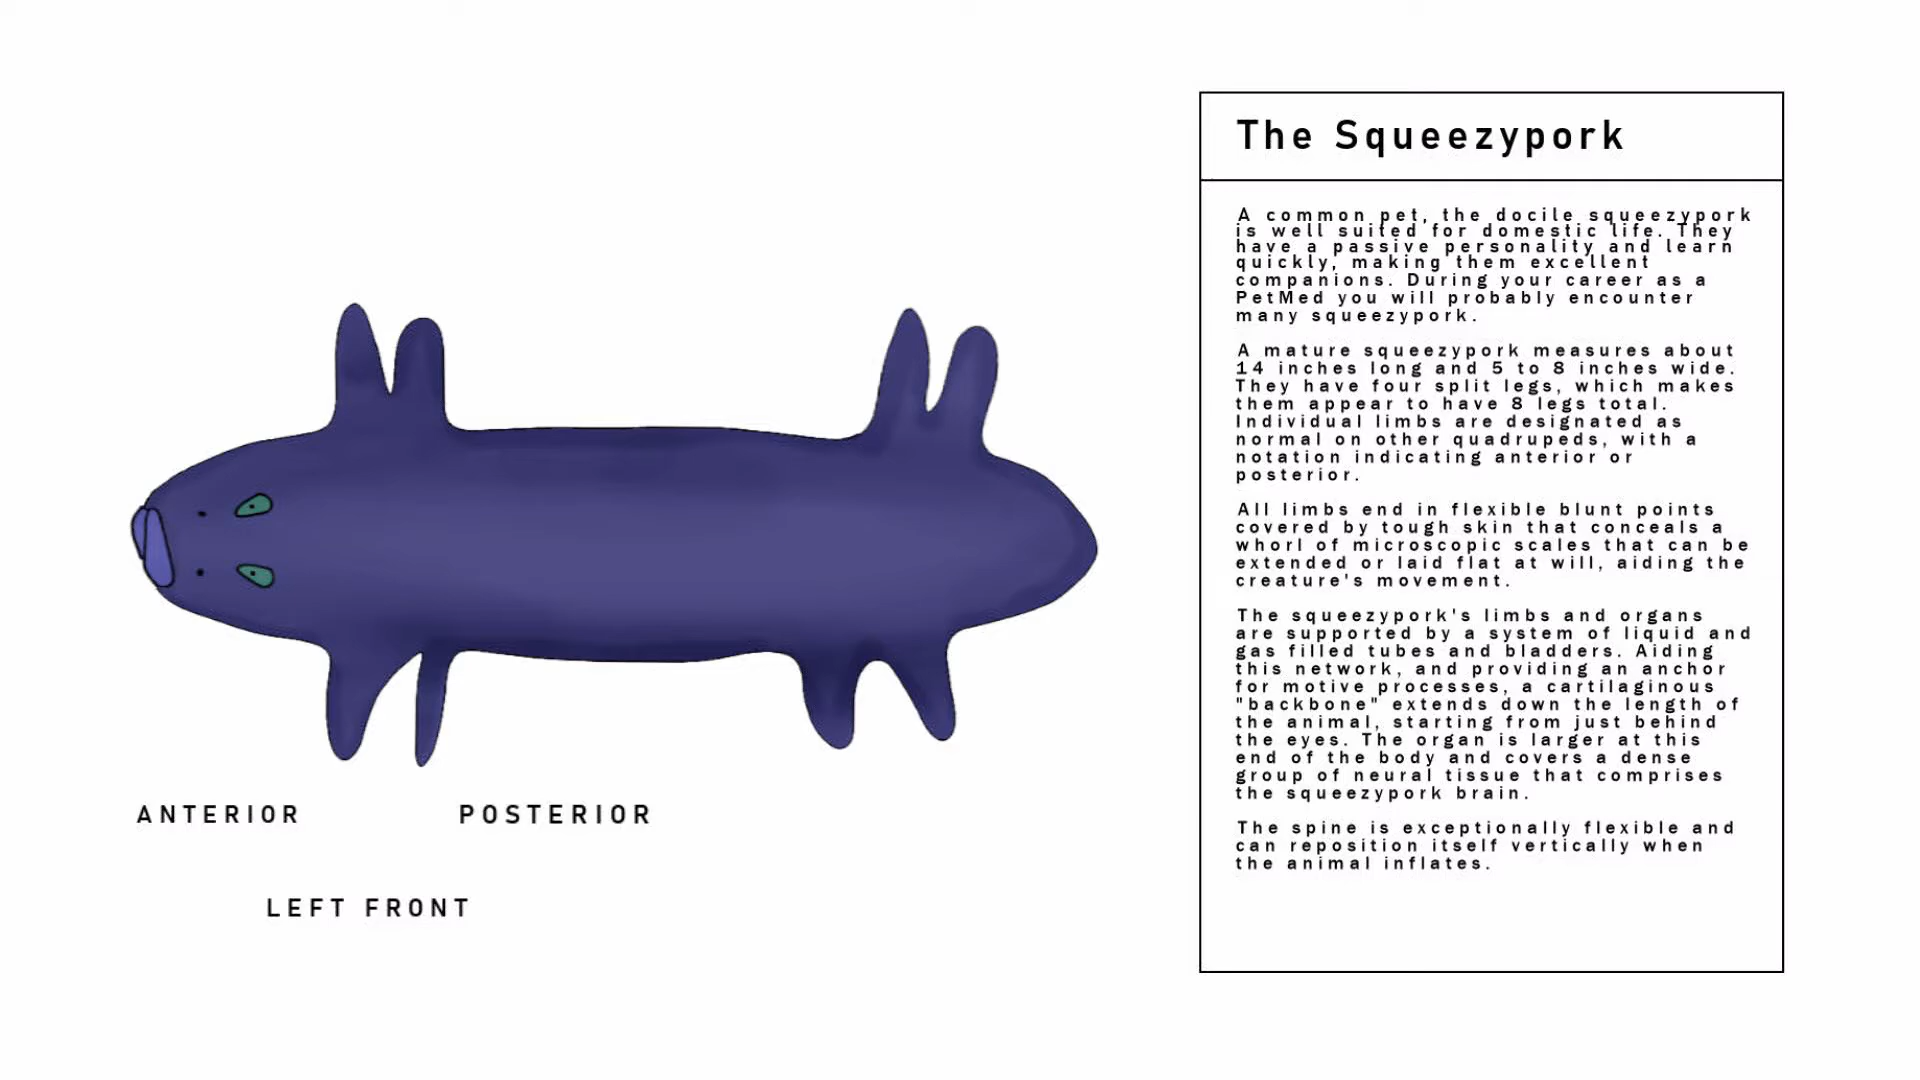 The Squeezypork
A common pet, the docile squeezypork
is well suited for domestic life. They
have a passive personality and learn
quickly, making them excellent
companions. During your career as a
PetMed you will probably encounter
many squeezypork.
A mature squeezypork measures about
14 inches long and 5 to 8 inches wide.
They have four split legs, which makes
them appear to have 8 legs total.
Individual limbs are designated as
normal on other quadrupeds, with a
notation indicating anterior or
posterior.
All limbs end in flexible blunt points
covered by tough skin that conceals a
whorl of microscopic scales that can be
extended or laid flat at will, aiding the
creature's movement.
The squeezypork's limbs and organs
are supported by a system of liquid and
gas filled tubes and bladders. Aiding
this network, and providing an anchor
for motive processes, a cartilaginous
"backbone" extends down the length of
the animal, starting from just behind
the eyes. The organ is larger at this
end of the body and covers a dense
group of neural tissue that comprises
the squeezypork brain.
The spine is exceptionally flexible and
can reposition itself vertically when
the animal inflates.
ANTERIOR
POSTERIOR
LEFT FRONT